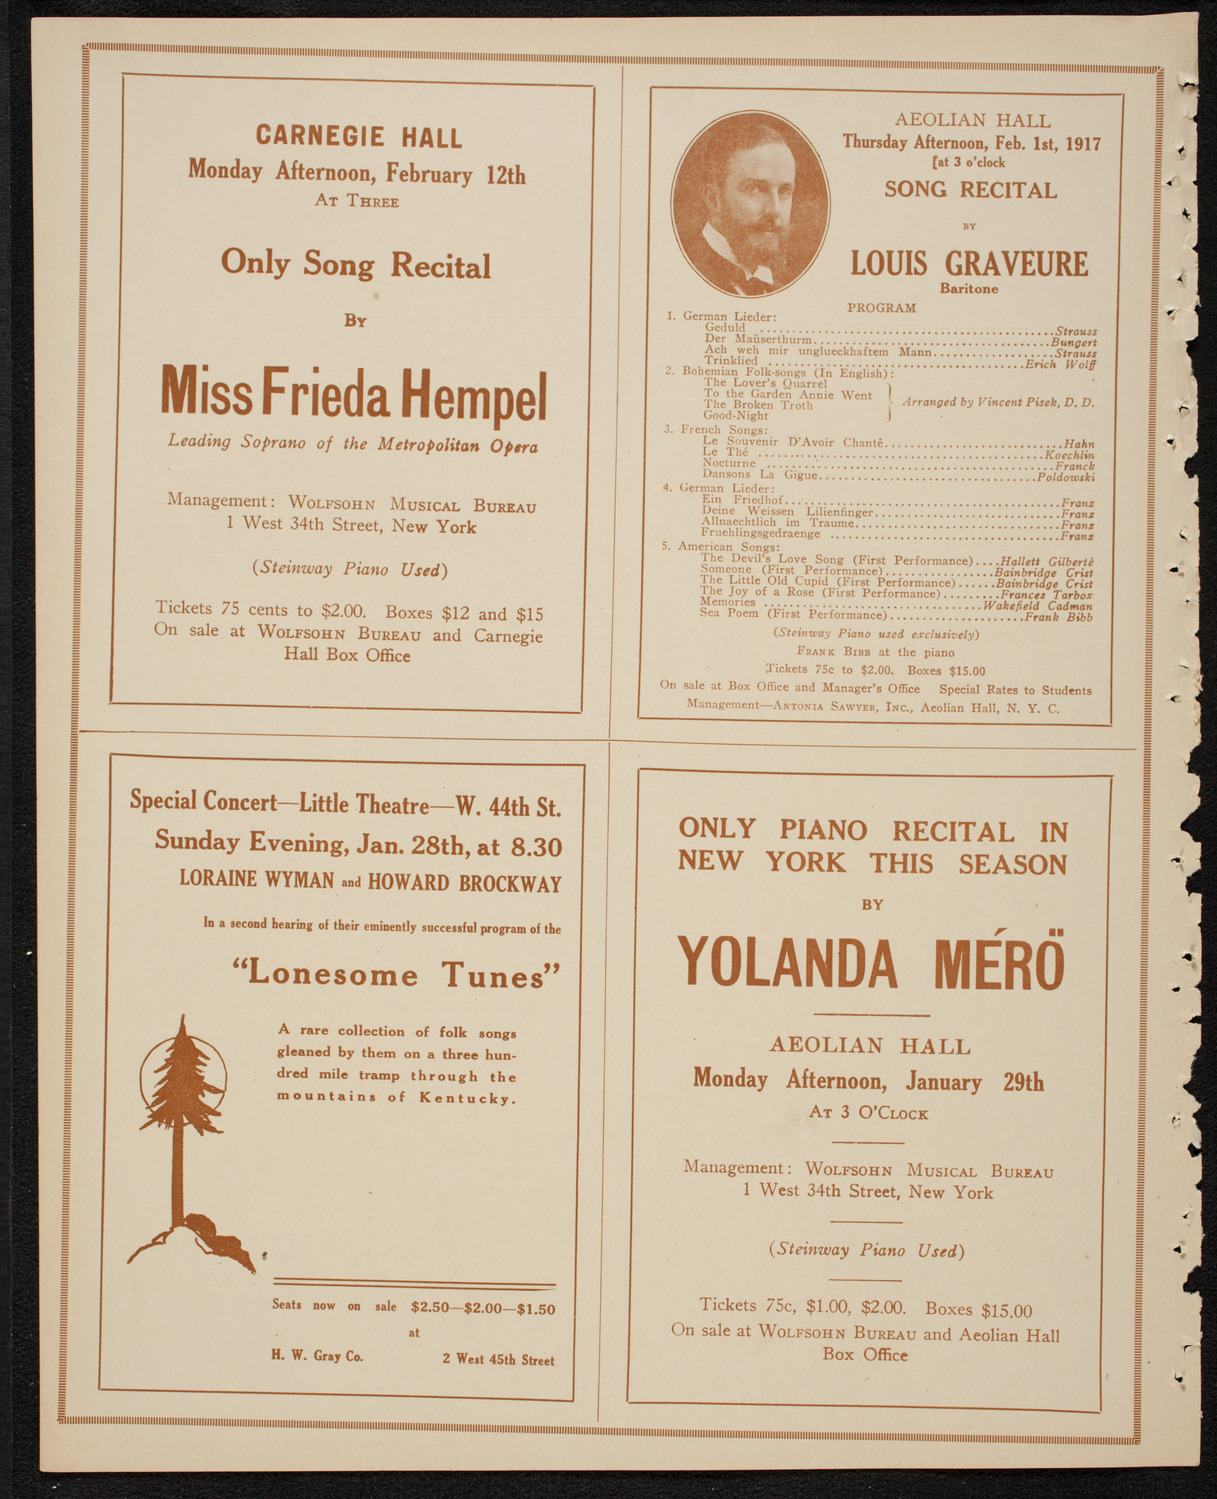 CARNEGIE HALL
Monday Afternoon, February 12th
AT THREE
Only Song Recital
BY
Miss Frieda Hempel
Leading Soprano of the Metropolitan Opera
Management: WOLFSOHN MUSICAL BUREAU
1 West 34th Street, New York
(Steinway Piano Used)
Tickets 75 cents to $2.00. Boxes $12 and $15
On sale at WOLFSOHN BUREAU and Carnegie
Hall Box Office
AEOLIAN HALL
Thursday Afternoon, Feb. 1st, 1917
[at 3 o'clock
SONG RECITAL
BY
LOUIS GRAVEURE
Baritone
PROGRAM
1. German Lieder:
Geduld ........ Strauss
Der Maüserthurm ........ Bungert
Ach weh mir unglueckhaftem Mann ........ Strauss
Trinklied ........ Erich Wolff
2. Bohemian Folk-songs (In English):
The Lover's Quarrel
To the Garden Annie Went
The Broken Troth
Good-Night
Arranged by Vincent Pisek, D. D.
3. French Songs:
Le Souvenir D'Avoir Chantê ........ Hahn
Le Thé ........ Koechlin
Nocturne ........ Franck
Dansons La Gigue ........ Poldowski
4. German Lieder:
Ein Friedhof ........ Franz
Deine Weissen Lilienfinger ........ Franz
Allnaechtlich im Traume ........ Franz
Fruehlingsgedraenge ........ Franz
5. American Songs:
The Devil's Love Song (First Performance) .... Hallett Gilberté
Someone (First Performance) ........ Bainbridge Crist
The Little Old Cupid (First Performance) ...... Bainbridge Crist
The Joy of a Rose (First Performance) ........ Frances Tarbox
Memories ........ Wakefield Cadman
Sea Poem (First Performance) ........ Frank Bibb
(Steinway Piano used exclusively)
FRANK BIBB at the piano
Tickets 75c to $2.00. Boxes $15.00
On sale at Box Office and Manager's Office Special Rates to Students
Management—ANTONIA SAWYER, INC., Aeolian Hall, N. Y. C.
Special Concert—Little Theatre—W. 44th St.
Sunday Evening, Jan. 28th, at 8.30
LORAINE WYMAN and HOWARD BROCKWAY
In a second hearing of their eminently successful program of the
"Lonesome Tunes"
A rare collection of folk songs
gleaned by them on a three hun-
dred mile tramp through the
mountains of Kentucky.
Seats now on sale $2.50—$2.00—$1.50
at
H. W. Gray Co. 2 West 45th Street
ONLY PIANO RECITAL IN
NEW YORK THIS SEASON
BY
YOLANDA MÉRÖ
AEOLIAN HALL
Monday Afternoon, January 29th
AT 3 O'CLOCK
Management: WOLFSOHN MUSICAL BUREAU
1 West 34th Street, New York
(Steinway Piano Used)
Tickets 75c, $1.00, $2.00. Boxes $15.00
On sale at WOLFSOHN BUREAU and Aeolian Hall
Box Office